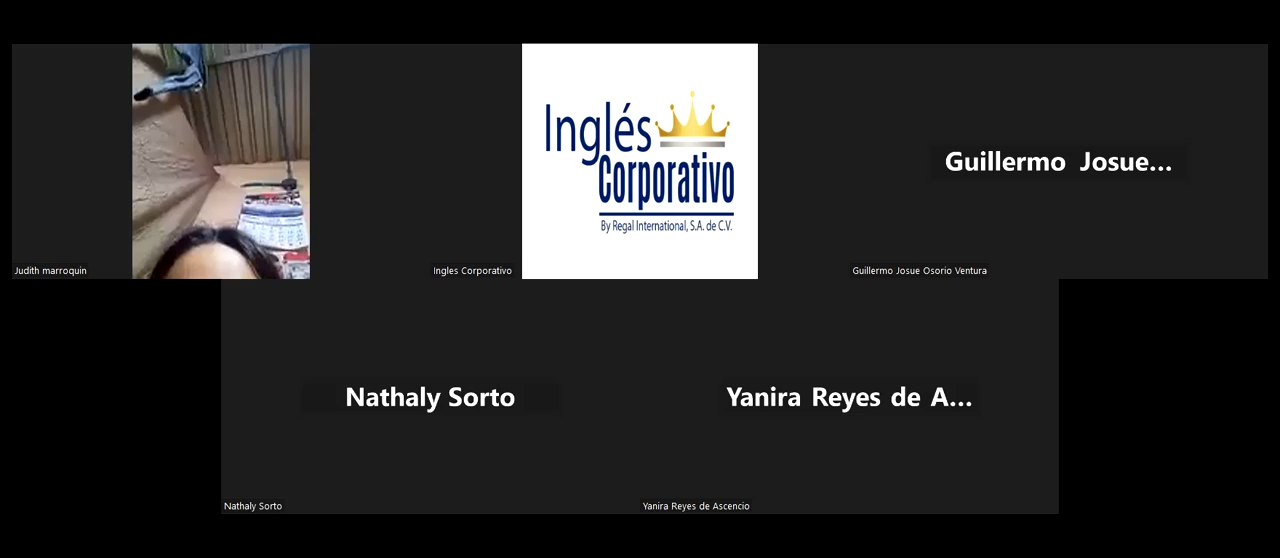 Inglés
Corporativo
By Regal International, S.A. de C.V.
Guillermo Josue...
Judith marroquin
Ingles Corporativo
Guillermo Josue Osorio Ventura
Nathaly Sorto
Yanira Reyes de A...
Nathaly Sorto
Yanira Reyes de Ascencio